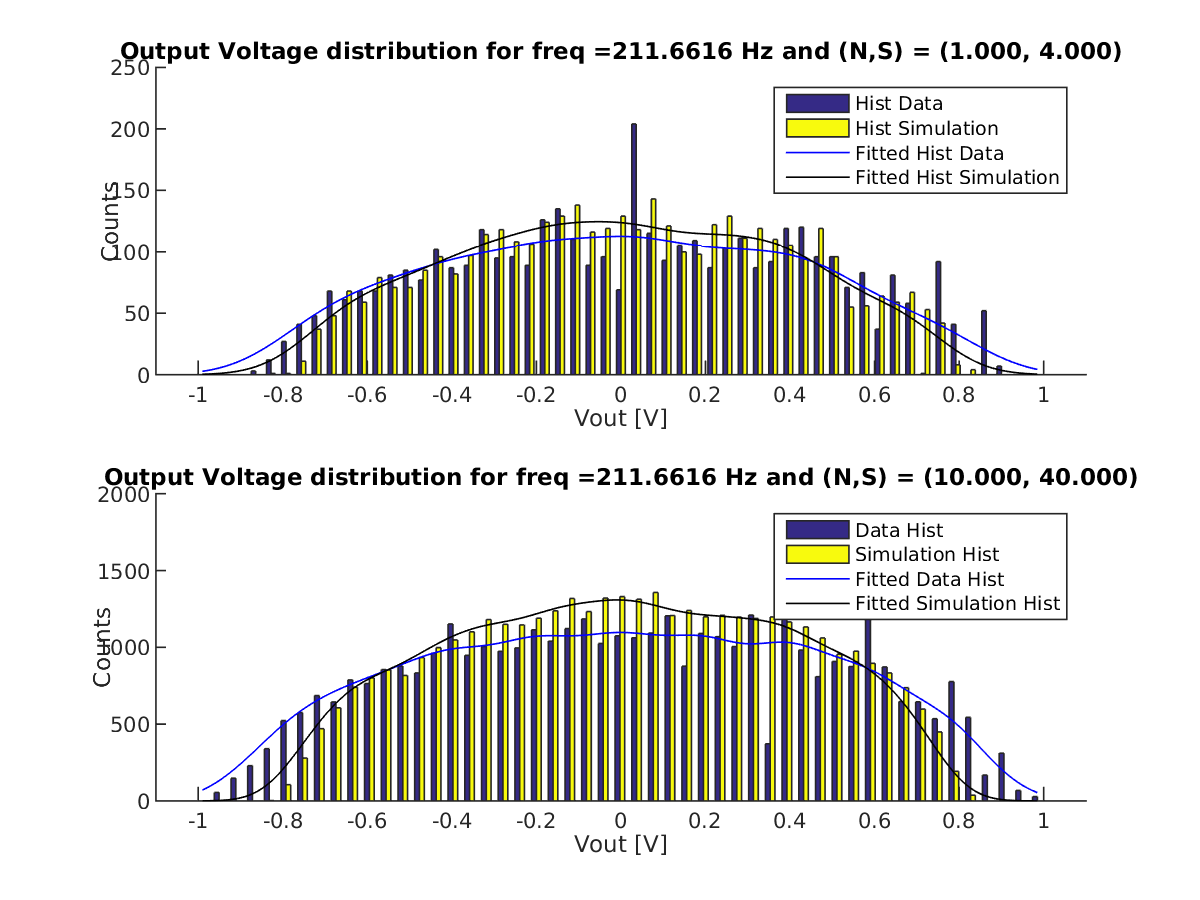 Output Voltage distribution for freq =211.6616 Hz and (N,S) = (1.000, 4.000)
250
200
150
100
50
0
Counts
Hist Data
Hist Simulation
Fitted Hist Data
Fitted Hist Simulation
-1 -0.8 -0.6 -0.4 -0.2 0 0.2 0.4 0.6 0.8 1
Vout [V]
Output Voltage distribution for freq =211.6616 Hz and (N,S) = (10.000, 40.000)
2000
1500
1000
500
0
Counts
Data Hist
Simulation Hist
Fitted Data Hist
Fitted Simulation Hist
-1 -0.8 -0.6 -0.4 -0.2 0 0.2 0.4 0.6 0.8 1
Vout [V]